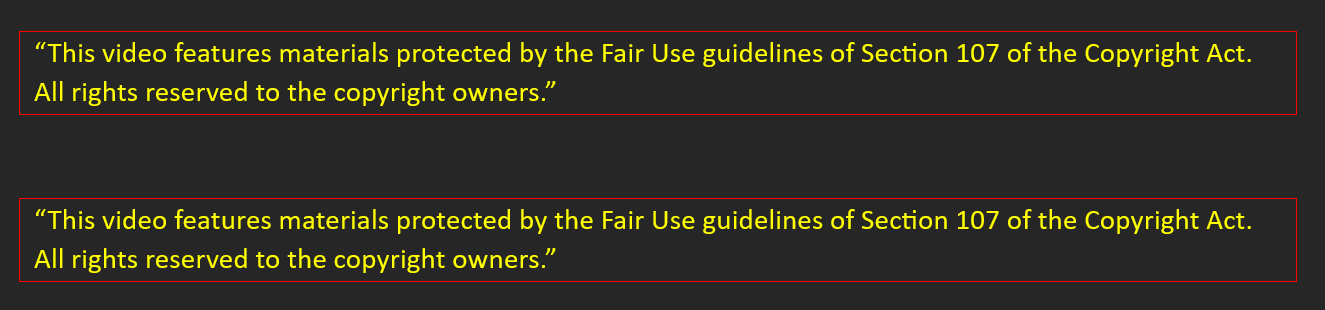 “This video features materials protected by the Fair Use guidelines of Section 107 of the Copyright Act.
All rights reserved to the copyright owners.”
“This video features materials protected by the Fair Use guidelines of Section 107 of the Copyright Act.
All rights reserved to the copyright owners.”